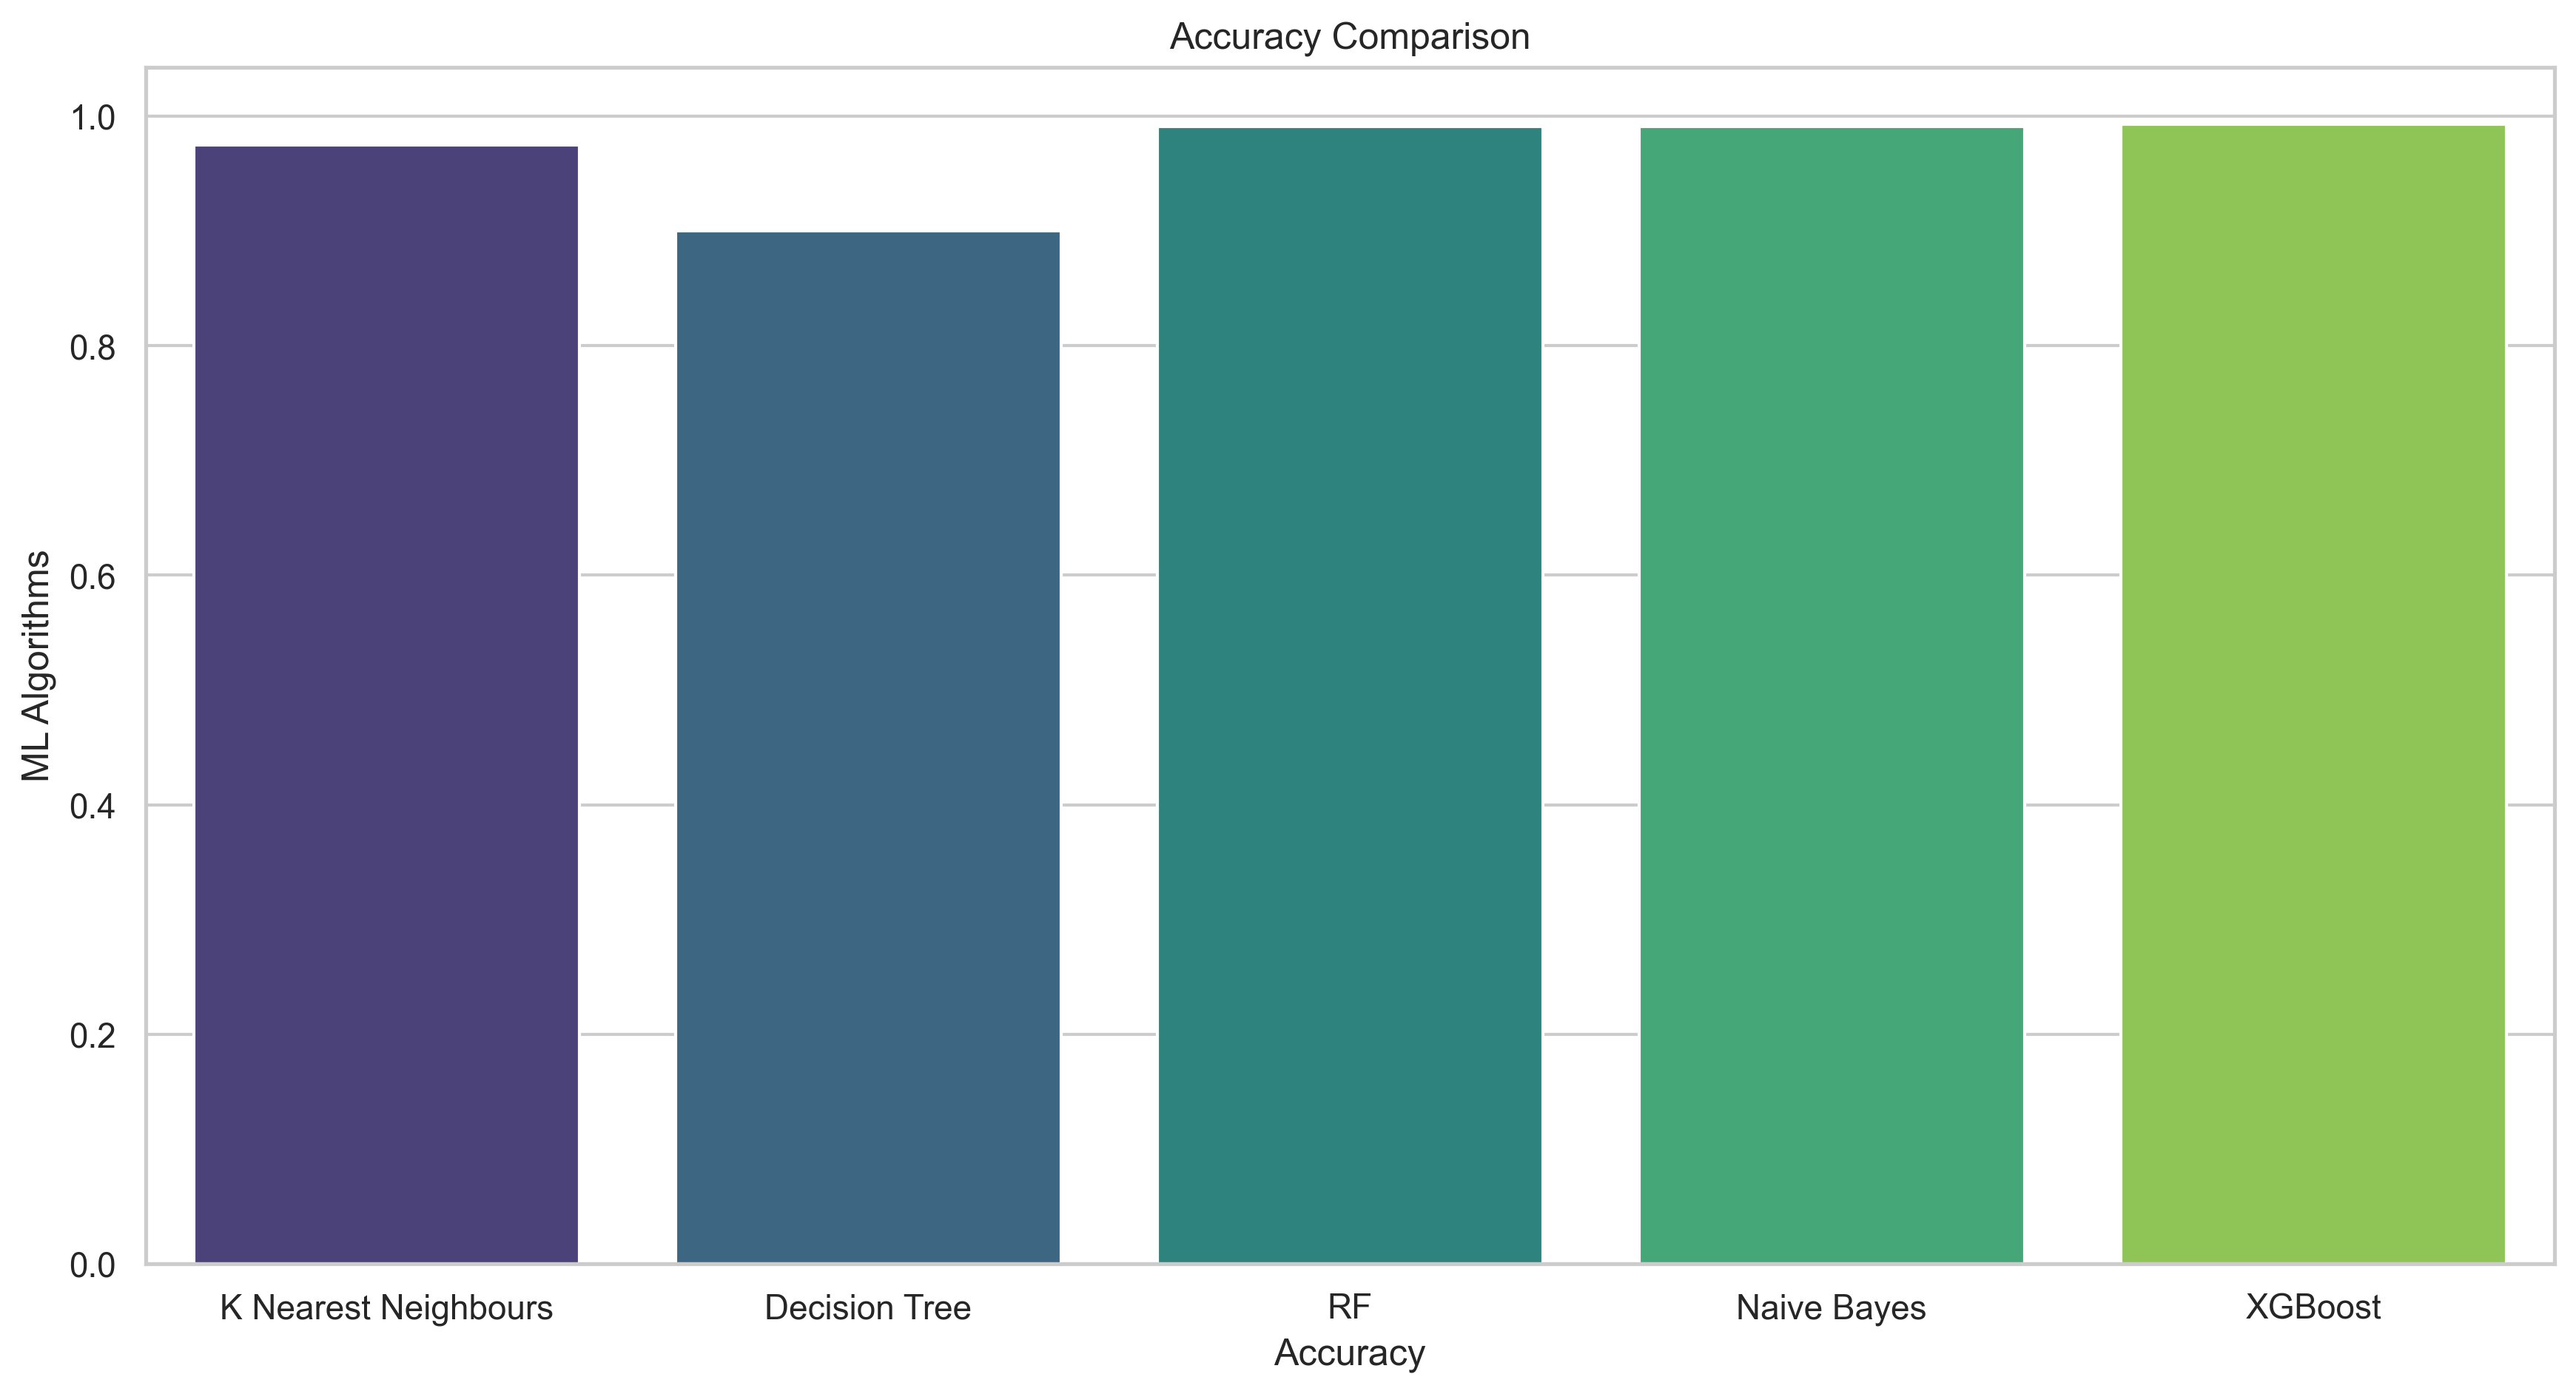 Accuracy Comparison
ML Algorithms
1.0
0.8
0.6
0.4
0.2
0.0
K Nearest Neighbours
Decision Tree
RF
Naive Bayes
XGBoost
Accuracy